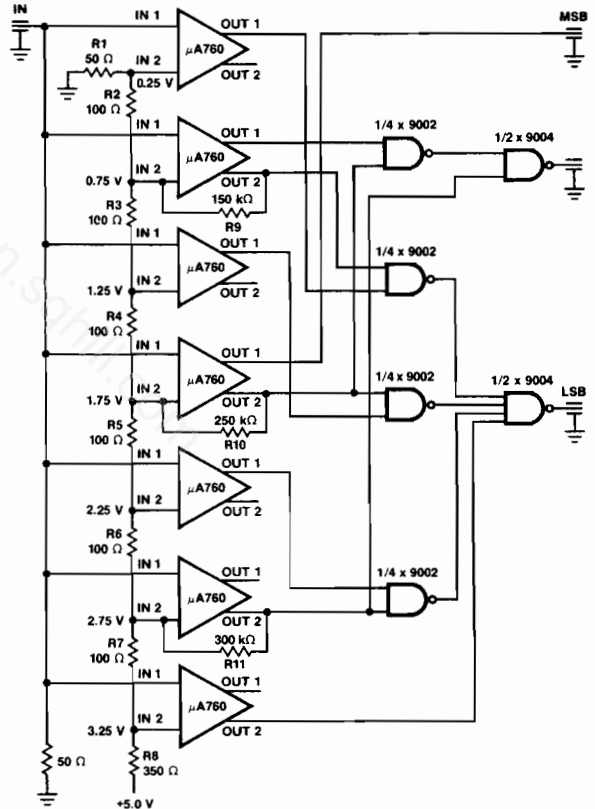 IN
IN 1
OUT 1
MSB
R1
50 Ω
IN 2
μA760
0.25 V
OUT 2
R2
100 Ω
IN 1
OUT 1
1/4 x 9002
1/2 x 9004
μA760
IN 2
OUT 2
0.75 V
150 kΩ
R9
R3
100 Ω
IN 1
OUT 1
1/4 x 9002
μA760
IN 2
OUT 2
1.25 V
R4
100 Ω
IN 1
OUT 1
1/4 x 9002
1/2 x 9004
LSB
μA760
IN 2
OUT 2
1.75 V
250 kΩ
R10
R5
100 Ω
IN 1
OUT 1
μA760
IN 2
OUT 2
2.25 V
R6
100 Ω
IN 1
OUT 1
1/4 x 9002
μA760
IN 2
OUT 2
2.75 V
300 kΩ
R11
R7
100 Ω
IN 1
OUT 1
μA760
IN 2
OUT 2
3.25 V
50 Ω
R8
350 Ω
+5.0 V